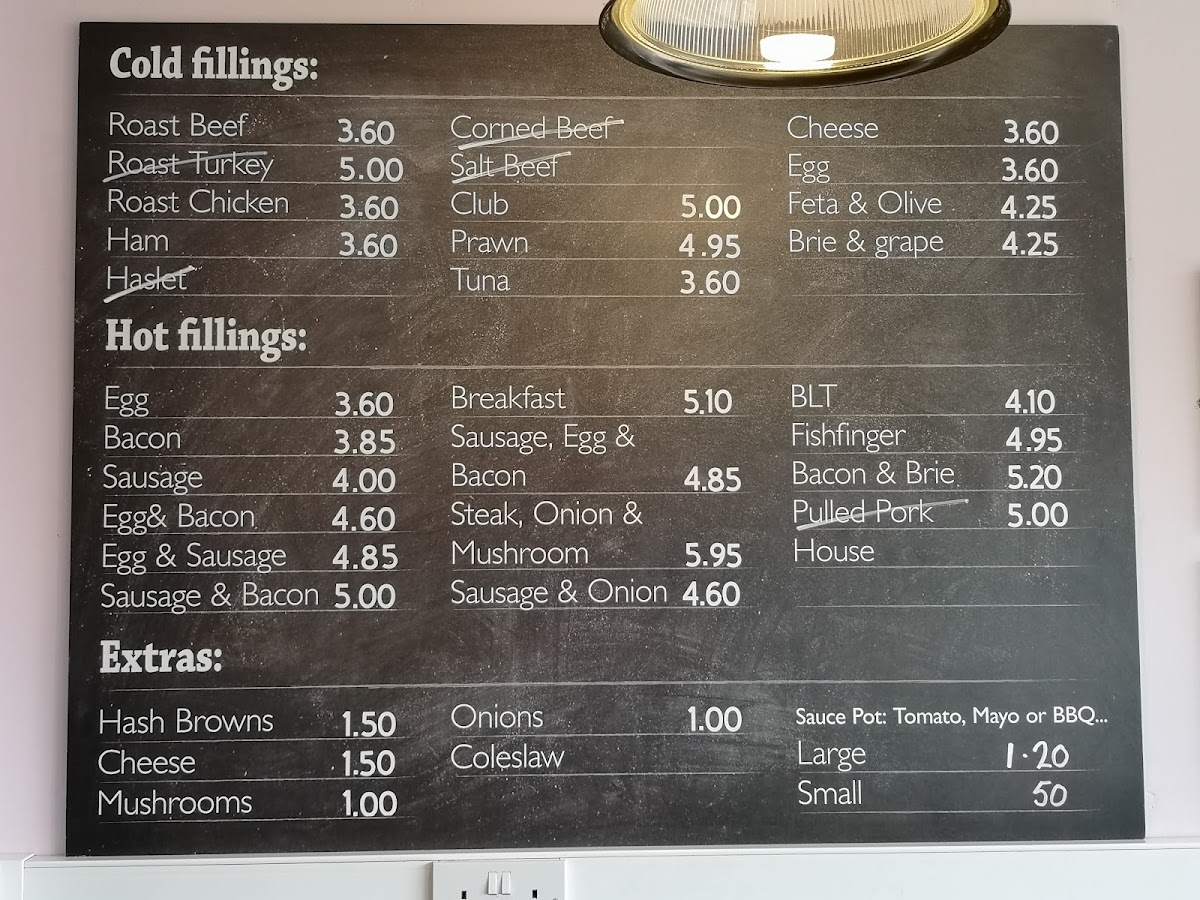 Cold fillings:
Roast Beef 3.60
Roast Turkey 5.00
Roast Chicken 3.60
Ham 3.60
Haslet
Corned Beef
Salt Beef
Club 5.00
Prawn 4.95
Tuna 3.60
Cheese 3.60
Egg 3.60
Feta & Olive 4.25
Brie & grape 4.25
Hot fillings:
Egg 3.60
Bacon 3.85
Sausage 4.00
Egg& Bacon 4.60
Egg & Sausage 4.85
Sausage & Bacon 5.00
Breakfast 5.10
Sausage, Egg &
Bacon 4.85
Steak, Onion &
Mushroom 5.95
Sausage & Onion 4.60
BLT 4.10
Fishfinger 4.95
Bacon & Brie 5.20
Pulled Pork 5.00
House
Extras:
Hash Browns 1.50
Cheese 1.50
Mushrooms 1.00
Onions 1.00
Coleslaw
Sauce Pot: Tomato, Mayo or BBQ...
Large 1.20
Small 50